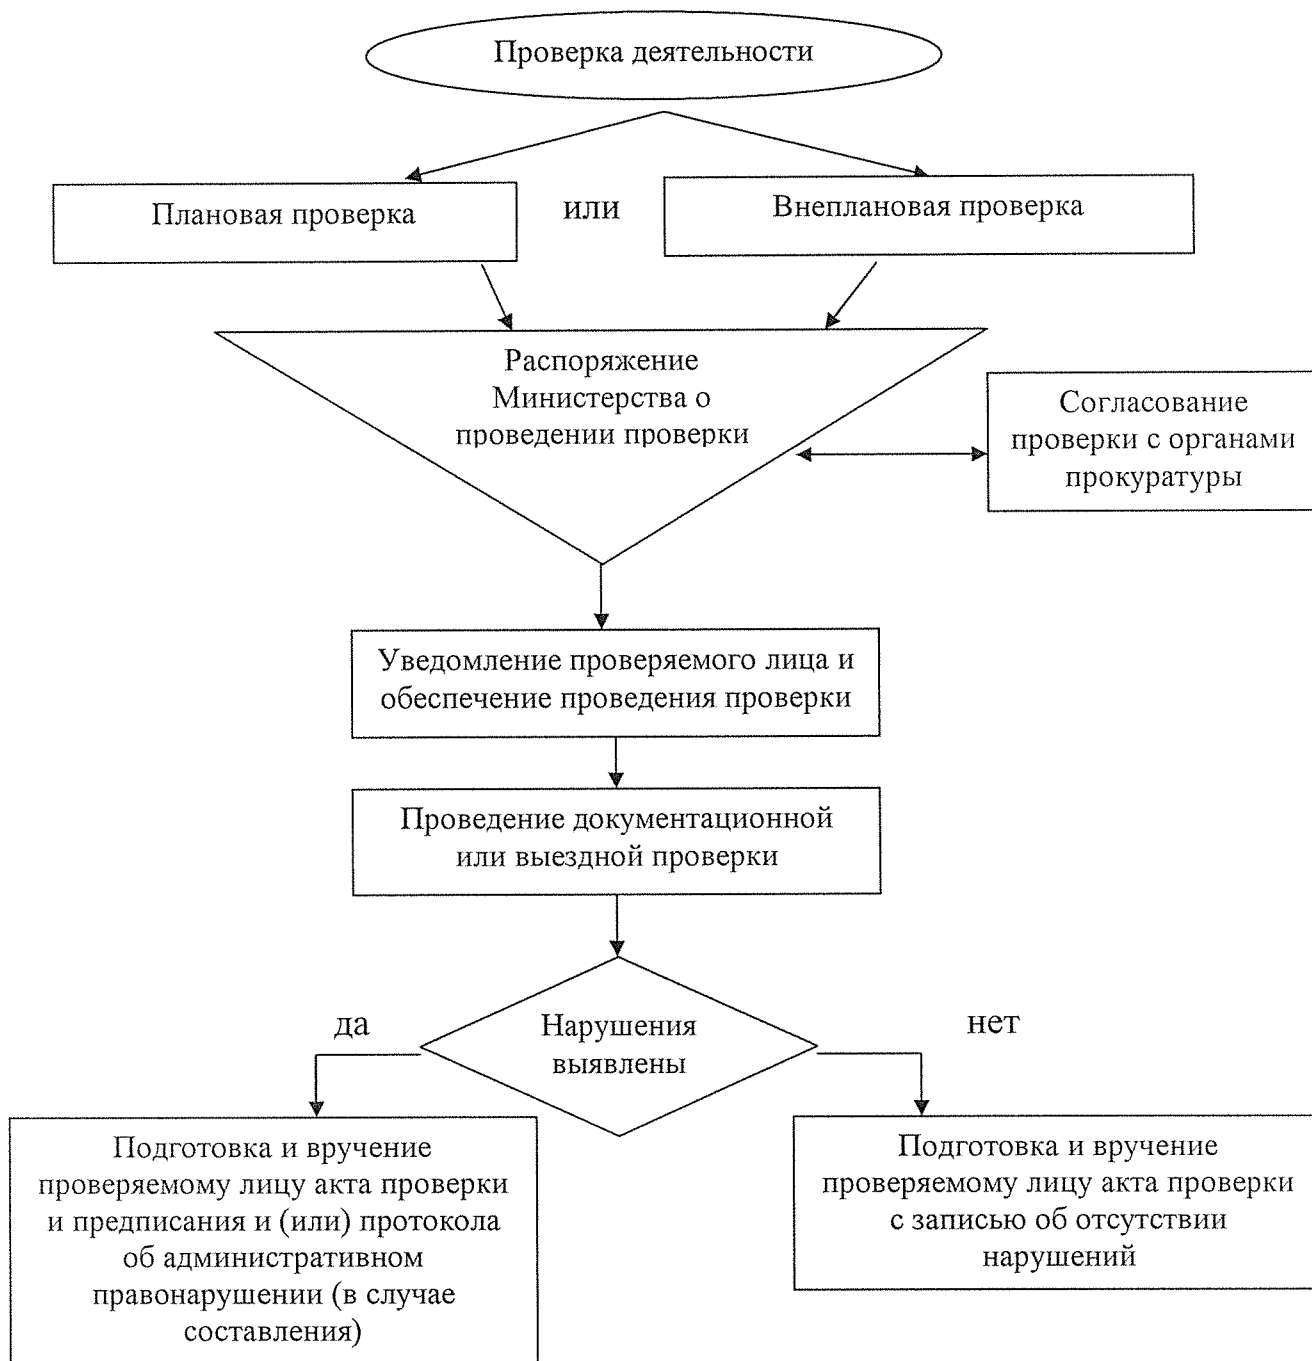 Проверка деятельности
Плановая проверка
или
Внеплановая проверка
Распоряжение
Министерства о
проведении проверки
Согласование
проверки с органами
прокуратуры
Уведомление проверяемого лица и
обеспечение проведения проверки
Проведение документационной
или выездной проверки
да
Нарушения
выявлены
нет
Подготовка и вручение
проверяемому лицу акта проверки
и предписания и (или) протокола
об административном
правонарушении (в случае
составления)
Подготовка и вручение
проверяемому лицу акта проверки
с записью об отсутствии
нарушений